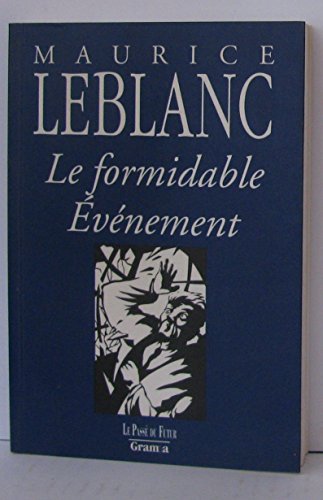 MAURICE
LEBLANC
Le formidable
Événement
LE PASSÉ DU FUTUR
Gram a